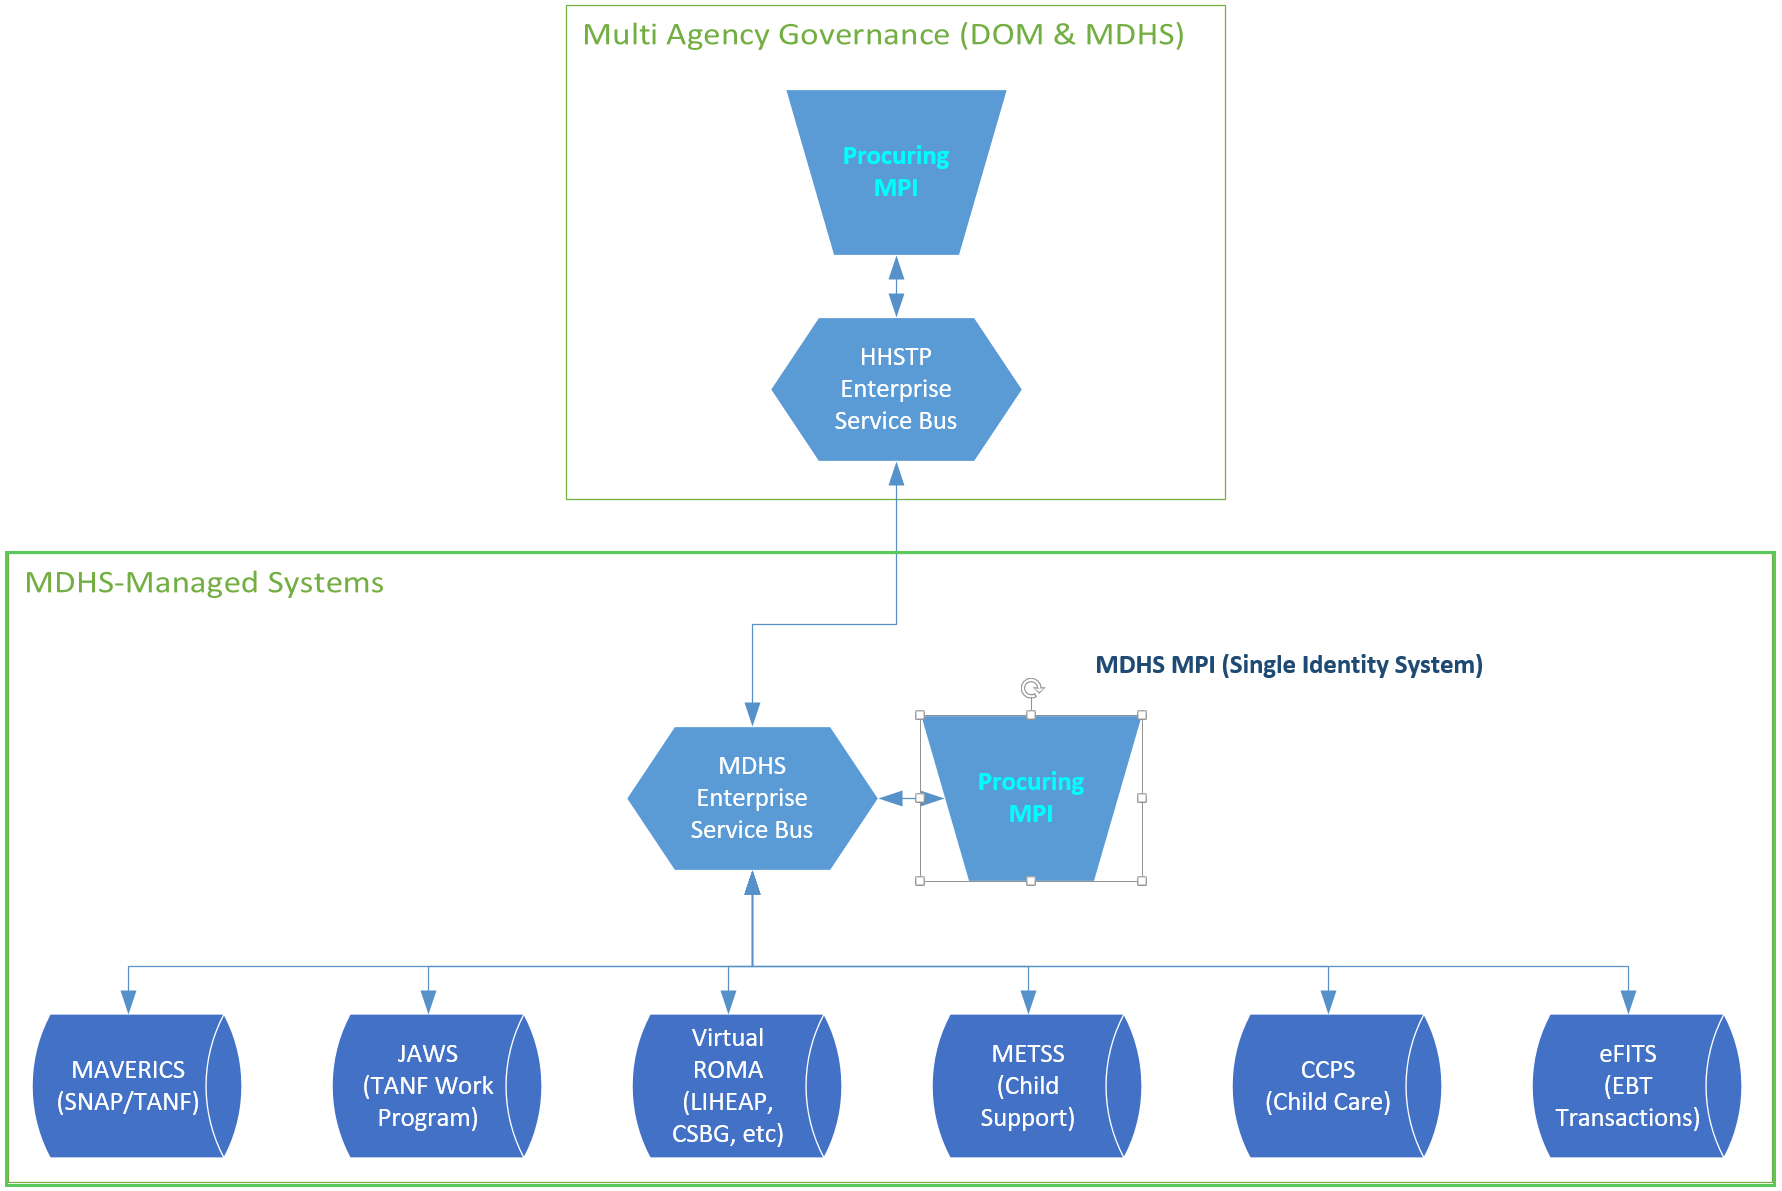 Multi Agency Governance (DOM & MDHS)
Procuring
MPI
HHSTP
Enterprise
Service Bus
MDHS-Managed Systems
MDHS MPI (Single Identity System)
MDHS
Enterprise
Service Bus
Procuring
MPI
MAVERICS
(SNAP/TANF)
JAWS
(TANF Work
Program)
Virtual
ROMA
(LIHEAP,
CSBG, etc)
METSS
(Child
Support)
CCPS
(Child Care)
eFITS
(EBT
Transactions)